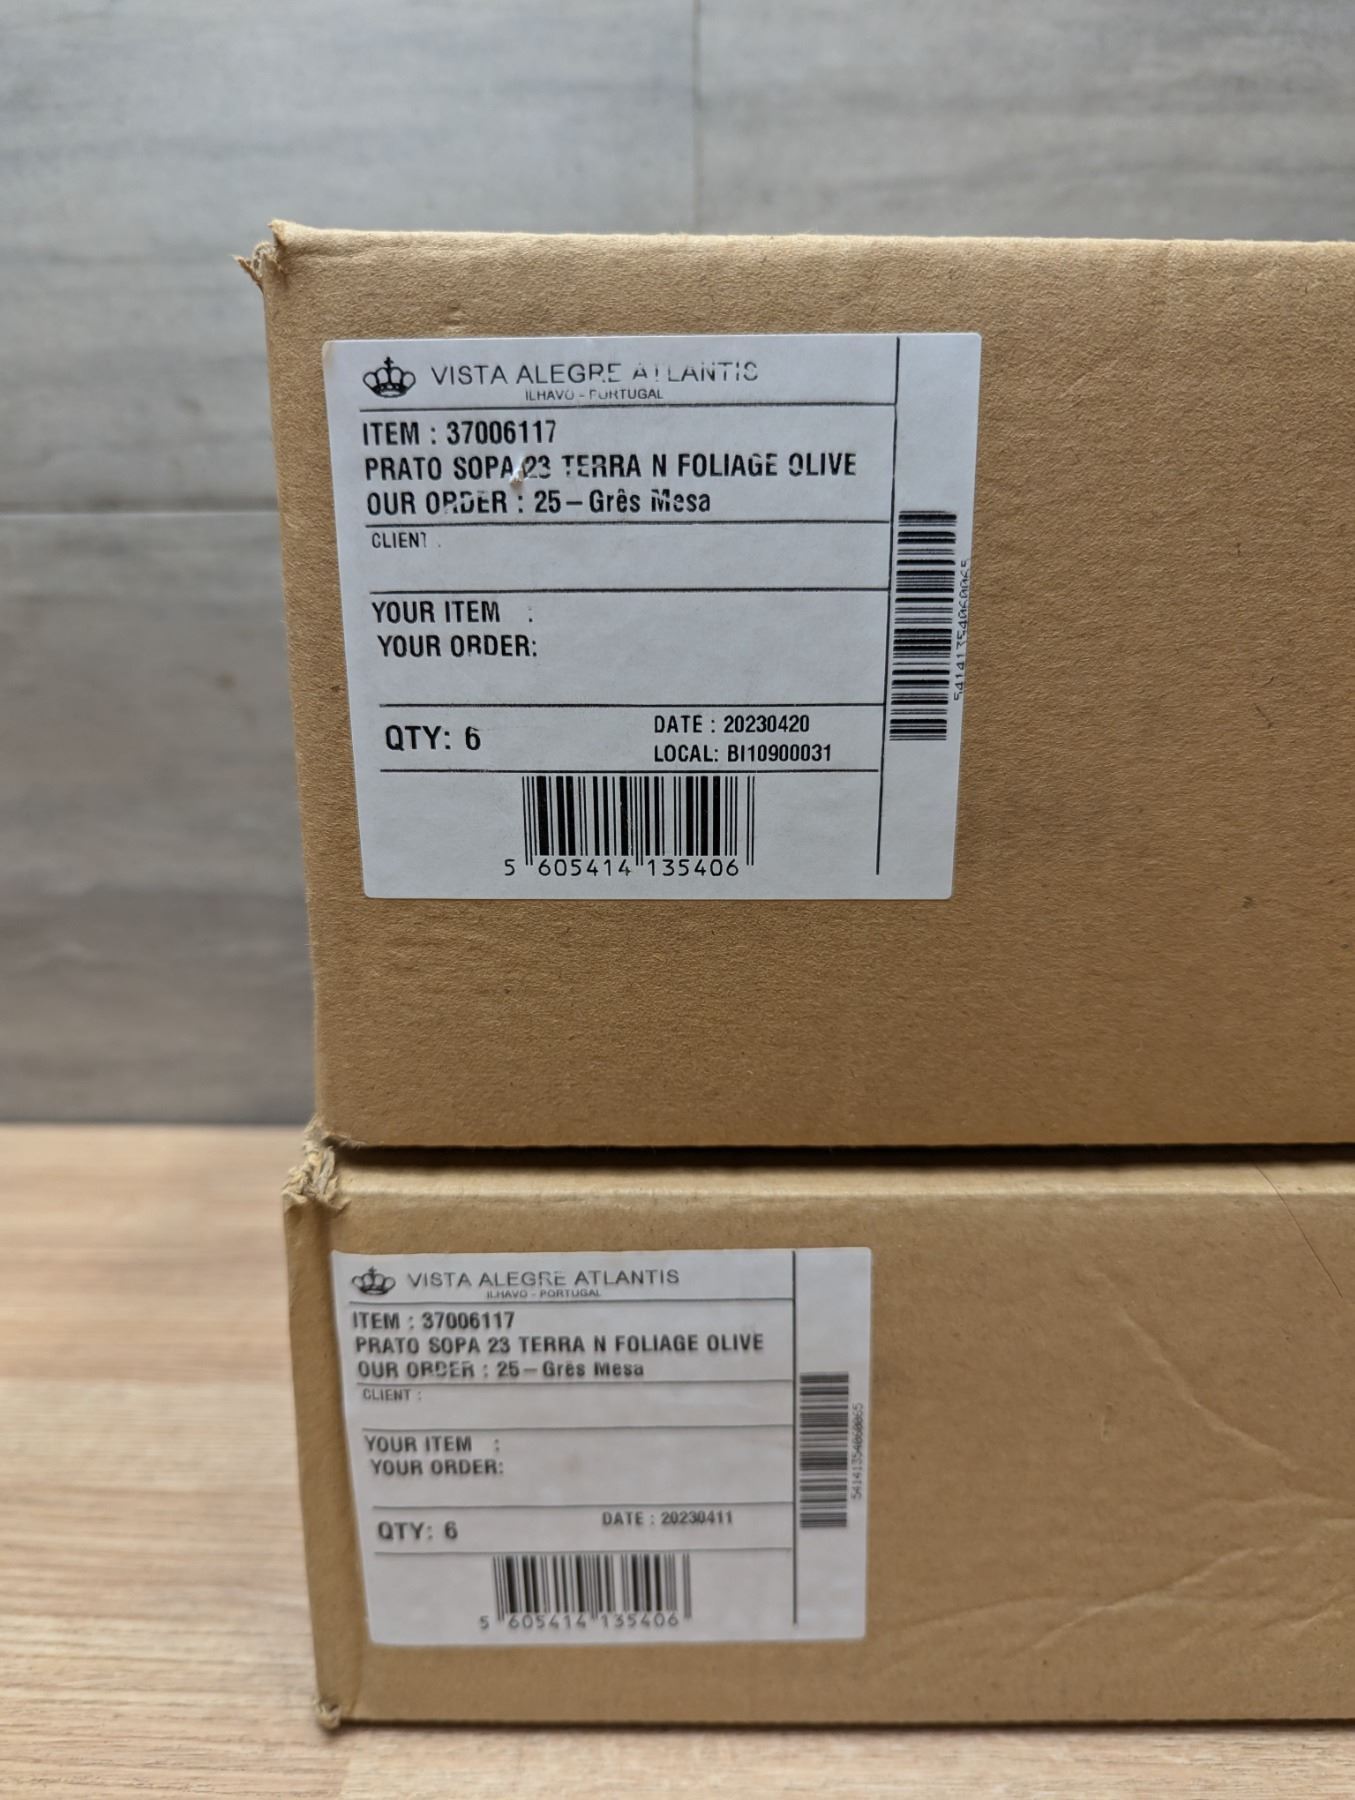 VISTA ALEGRE ATLANTIS
ILHAVO - PORTUGAL
ITEM : 37006117
PRATO SOPA 23 TERRA N FOLIAGE OLIVE
OUR ORDER : 25 – Grês Mesa
CLIENT :
YOUR ITEM :
YOUR ORDER:
QTY: 6
DATE : 20230420
LOCAL: BI10900031
5 605414 135406
54141354060065
VISTA ALEGRE ATLANTIS
ILHAVO - PORTUGAL
ITEM : 37006117
PRATO SOPA 23 TERRA N FOLIAGE OLIVE
OUR ORDER : 25 – Grês Mesa
CLIENT :
YOUR ITEM :
YOUR ORDER:
QTY: 6
DATE : 20230411
5 605414 135406
54141354060065